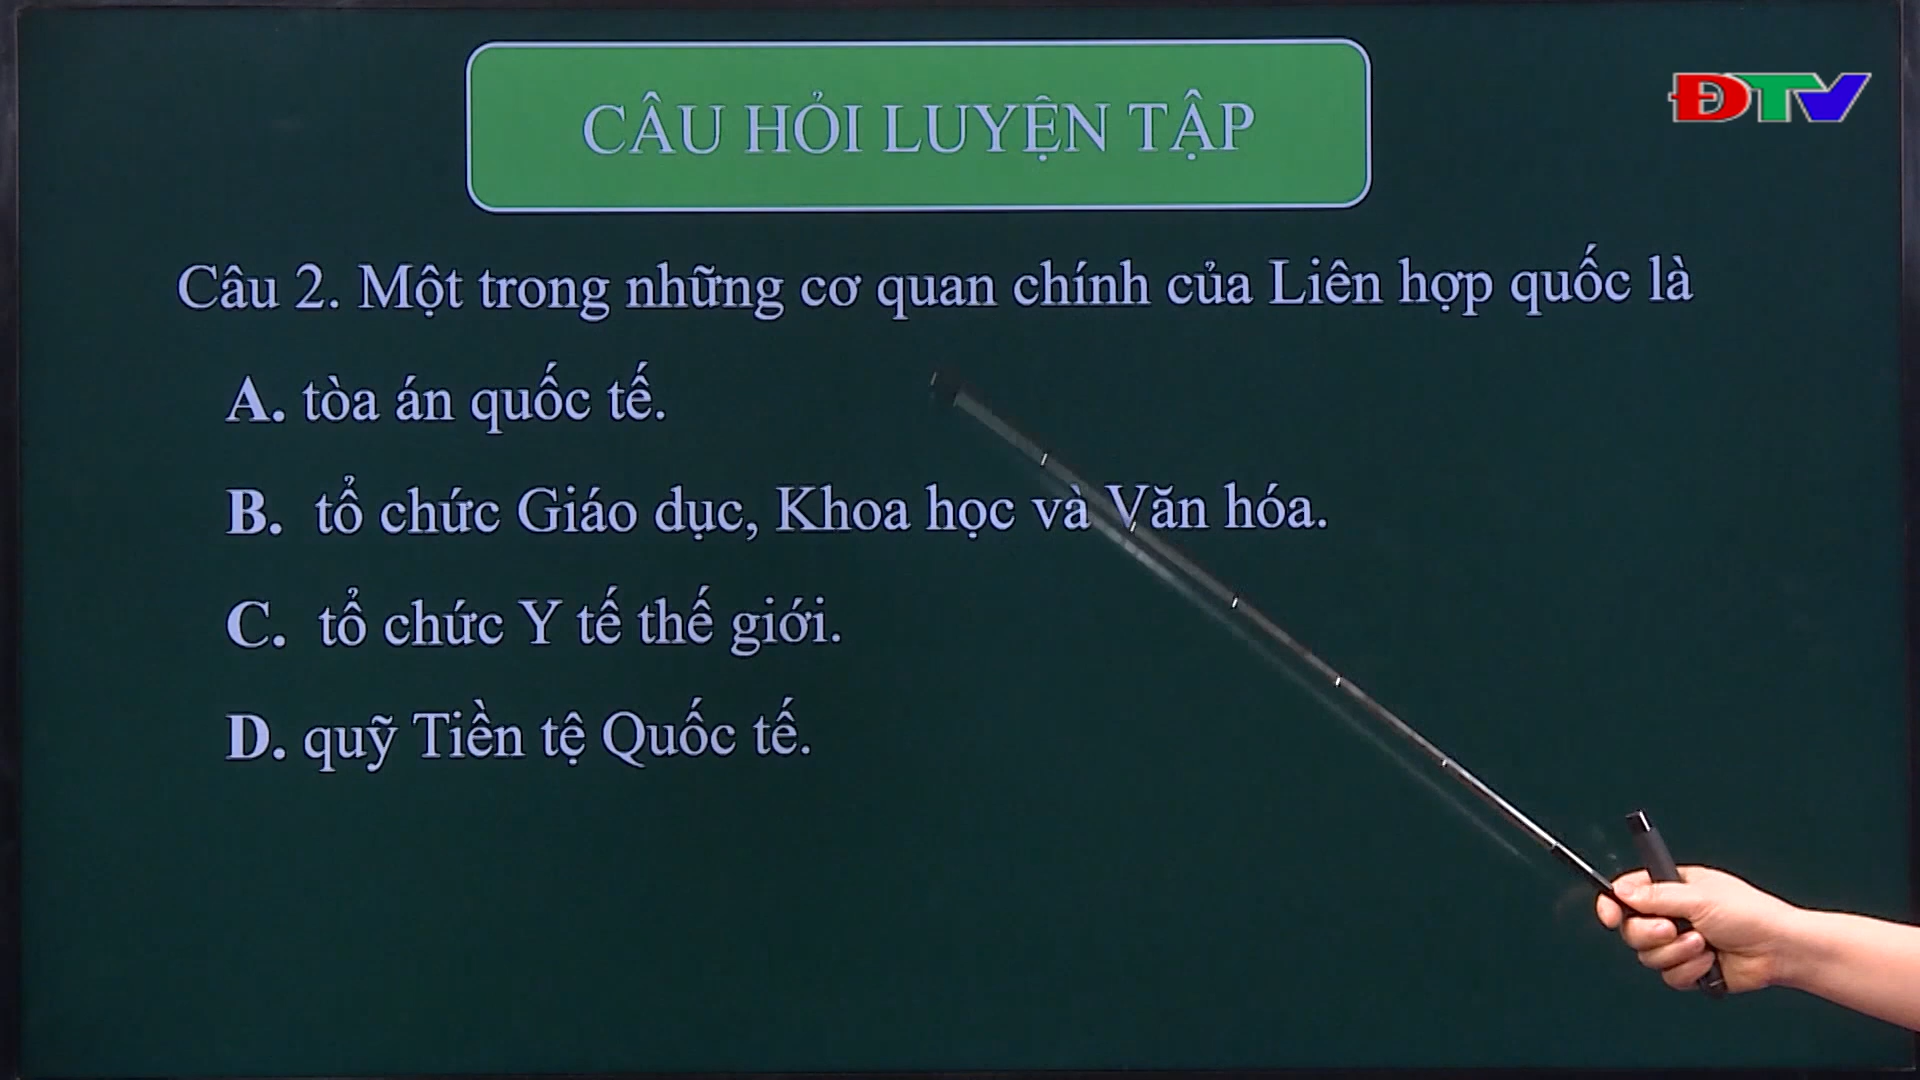 ĐTV
CÂU HỎI LUYỆN TẬP
Câu 2. Một trong những cơ quan chính của Liên hợp quốc là
A. tòa án quốc tế.
B. tổ chức Giáo dục, Khoa học và Văn hóa.
C. tổ chức Y tế thế giới.
D. quỹ Tiền tệ Quốc tế.